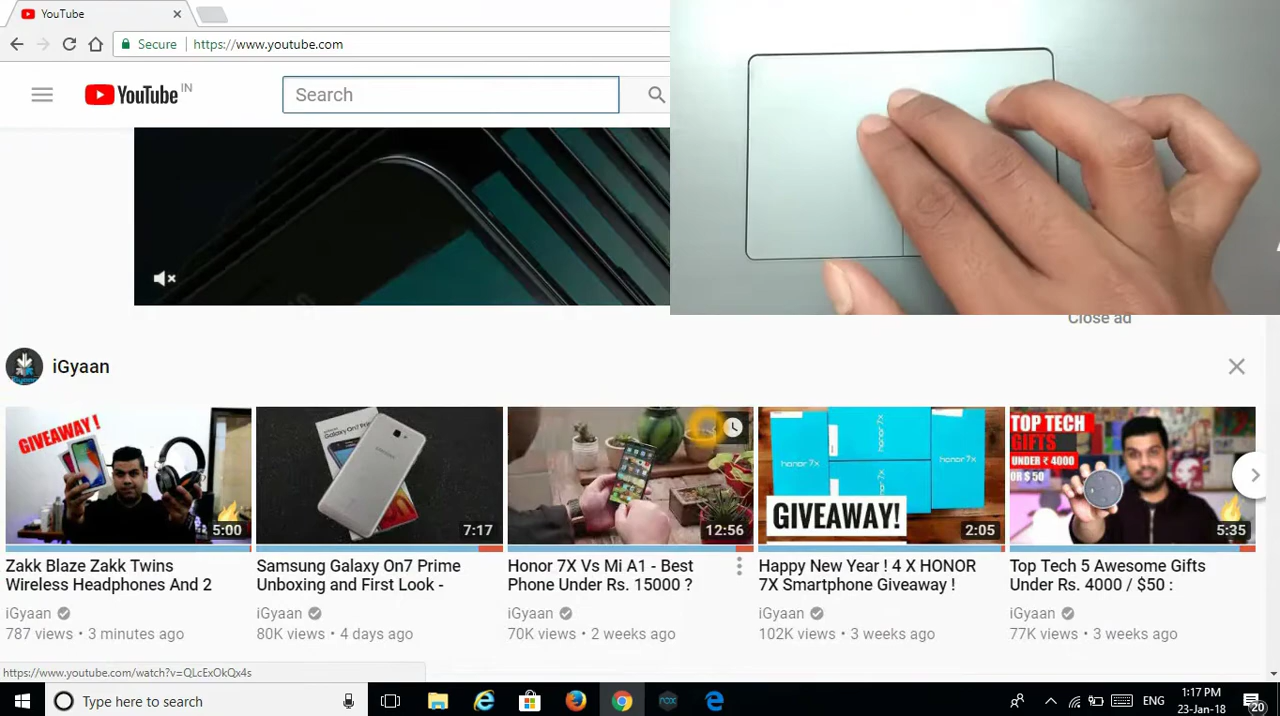 YouTube
Secure
https://www.youtube.com
YouTube IN
Search
Close ad
iGyaan
GIVEAWAY !
5:00
7:17
12:56
honor 7x
honor 7x
GIVEAWAY!
2:05
TOP TECH
GIFTS
UNDER ₹ 4000
OR $ 50
5:35
Zakk Blaze Zakk Twins
Wireless Headphones And 2
iGyaan
787 views • 3 minutes ago
Samsung Galaxy On7 Prime
Unboxing and First Look -
iGyaan
80K views • 4 days ago
Honor 7X Vs Mi A1 - Best
Phone Under Rs. 15000 ?
iGyaan
70K views • 2 weeks ago
Happy New Year ! 4 X HONOR
7X Smartphone Giveaway !
iGyaan
102K views • 3 weeks ago
Top Tech 5 Awesome Gifts
Under Rs. 4000 / $50 :
iGyaan
77K views • 3 weeks ago
https://www.youtube.com/watch?v=QLcExOkQx4s
Type here to search
ENG
1:17 PM
23-Jan-18
20